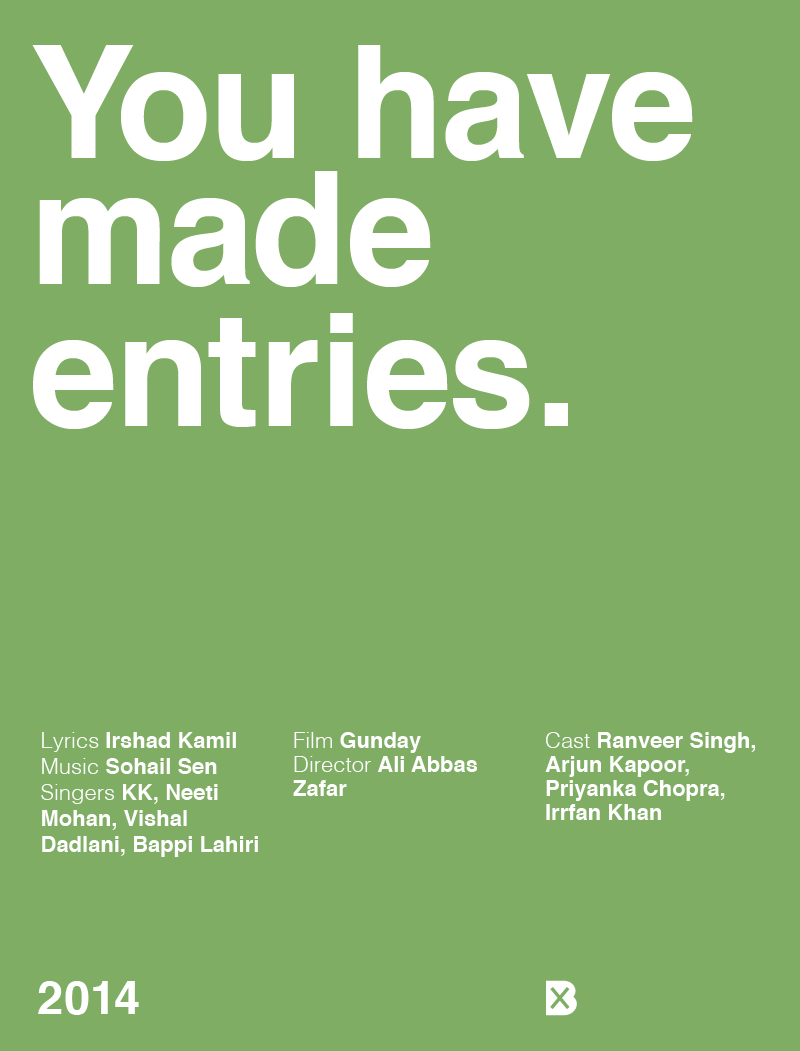 You have
made
entries.
Lyrics Irshad Kamil
Music Sohail Sen
Singers KK, Neeti
Mohan, Vishal
Dadlani, Bappi Lahiri
Film Gunday
Director Ali Abbas
Zafar
Cast Ranveer Singh,
Arjun Kapoor,
Priyanka Chopra,
Irrfan Khan
2014
BX